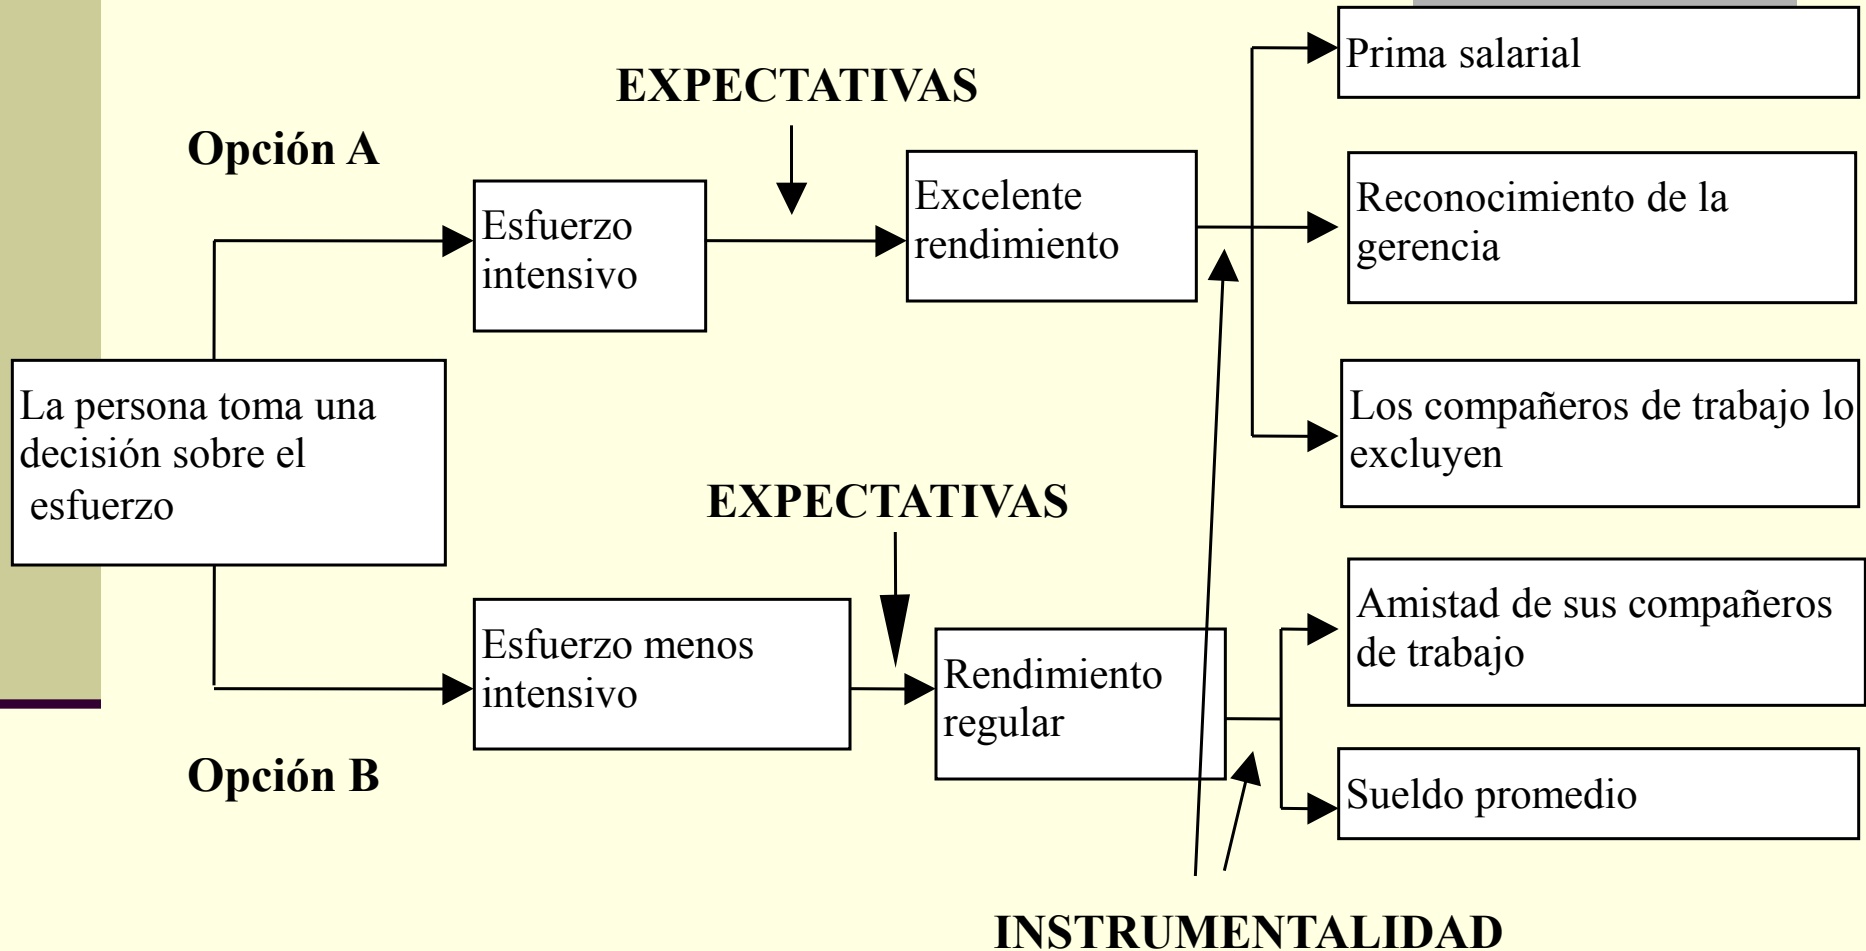 EXPECTATIVAS
Opción A
Esfuerzo
intensivo
Excelente
rendimiento
Prima salarial
Reconocimiento de la
gerencia
Los compañeros de trabajo lo
excluyen
La persona toma una
decisión sobre el
esfuerzo
EXPECTATIVAS
Esfuerzo menos
intensivo
Rendimiento
regular
Amistad de sus compañeros
de trabajo
Sueldo promedio
Opción B
INSTRUMENTALIDAD